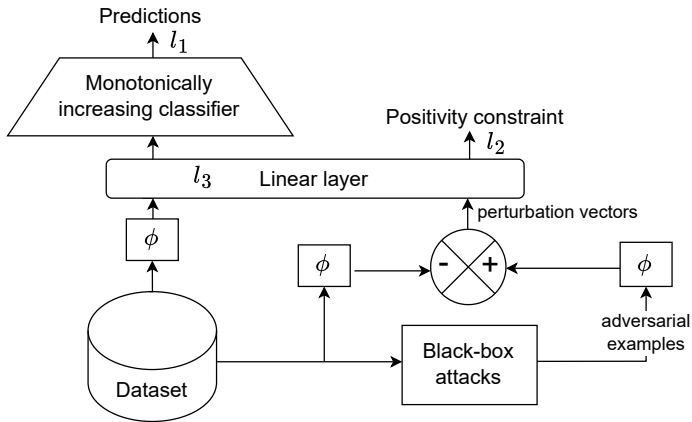 Predictions
l₁
Monotonically
increasing classifier
Positivity constraint
l₂
l₃ Linear layer
perturbation vectors
ϕ
ϕ
- +
ϕ
adversarial
examples
Black-box
attacks
Dataset